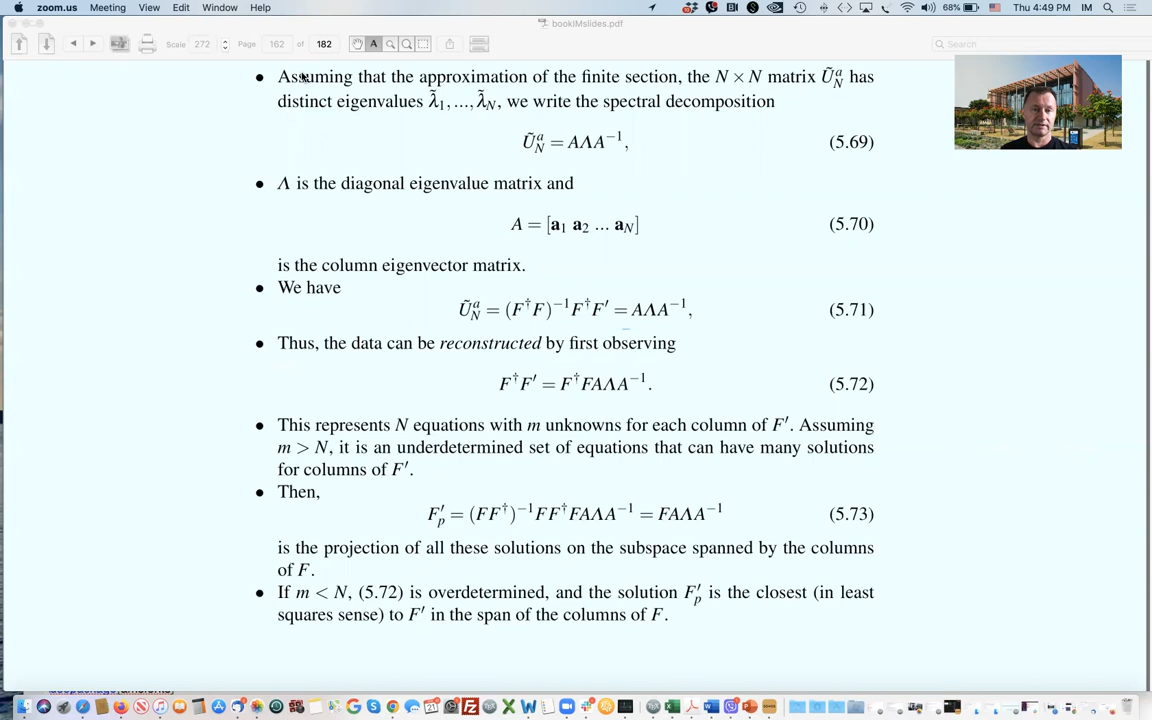 zoom.us Meeting View Edit Window Help 68% Thu 4:49 PM IM
bookIMslides.pdf
Scale 272 Page 162 of 182 Search
• Assuming that the approximation of the finite section, the N × N matrix Ũ_N^a has
distinct eigenvalues λ̃_1,...,λ̃_N, we write the spectral decomposition
Ũ_N^a = AΛA^{−1}, (5.69)
• Λ is the diagonal eigenvalue matrix and
A = [a_1 a_2 ... a_N] (5.70)
is the column eigenvector matrix.
• We have
Ũ_N^a = (F^†F)^{−1}F^†F′ = AΛA^{−1}, (5.71)
• Thus, the data can be reconstructed by first observing
F^†F′ = F^†FAΛA^{−1}. (5.72)
• This represents N equations with m unknowns for each column of F′. Assuming
m > N, it is an underdetermined set of equations that can have many solutions
for columns of F′.
• Then,
F′_p = (FF^†)^{−1}FF^†FAΛA^{−1} = FAΛA^{−1} (5.73)
is the projection of all these solutions on the subspace spanned by the columns
of F.
• If m < N, (5.72) is overdetermined, and the solution F′_p is the closest (in least
squares sense) to F′ in the span of the columns of F.